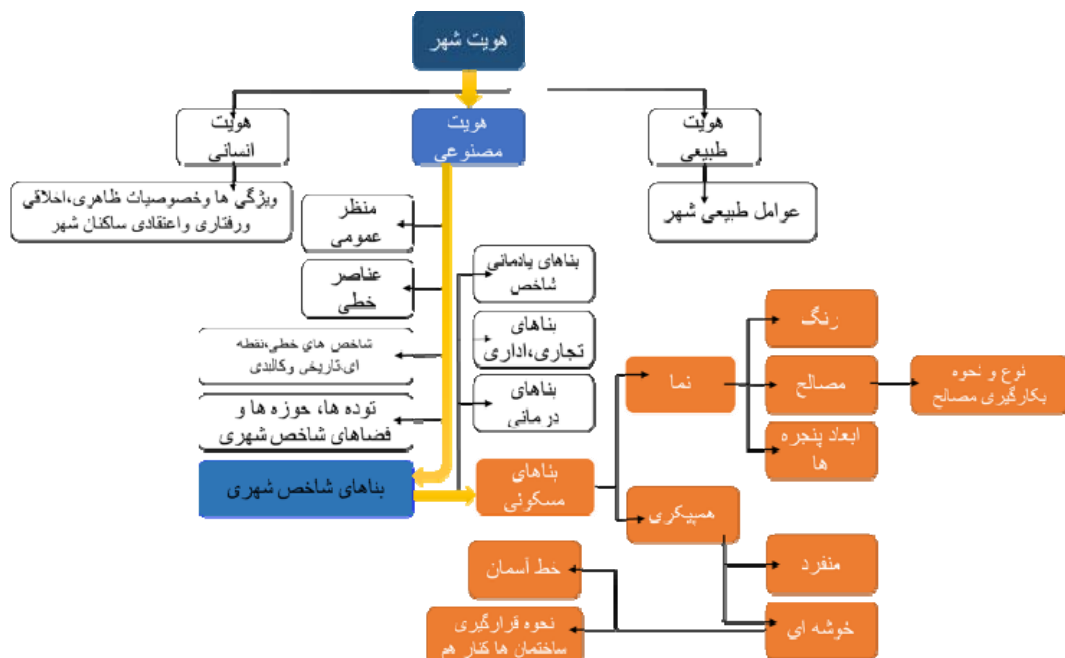 هویت شهر
هویت
طبیعی
هویت
مصنوعی
هویت
انسانی
عوامل طبیعی شهر
ویژگی ها وخصوصیات ظاهری،اخلاقی
ورفتاری واعتقادی ساکنان شهر
منظر
عمومی
عناصر
خطی
شاخص های خطی،نقطه
ای،تاریخی وکالبدی
توده ها، حوزه ها و
فضاهای شاخص شهری
بناهای شاخص شهری
بناهای یادمانی
شاخص
بناهای
تجاری،اداری
بناهای
درمانی
بناهای
مسکونی
نما
رنگ
مصالح
نوع و نحوه
بکارگیری مصالح
ابعاد پنجره
ها
همپیکری
منفرد
خوشه ای
خط آسمان
نحوه قرارگیری
ساختمان ها کنار هم